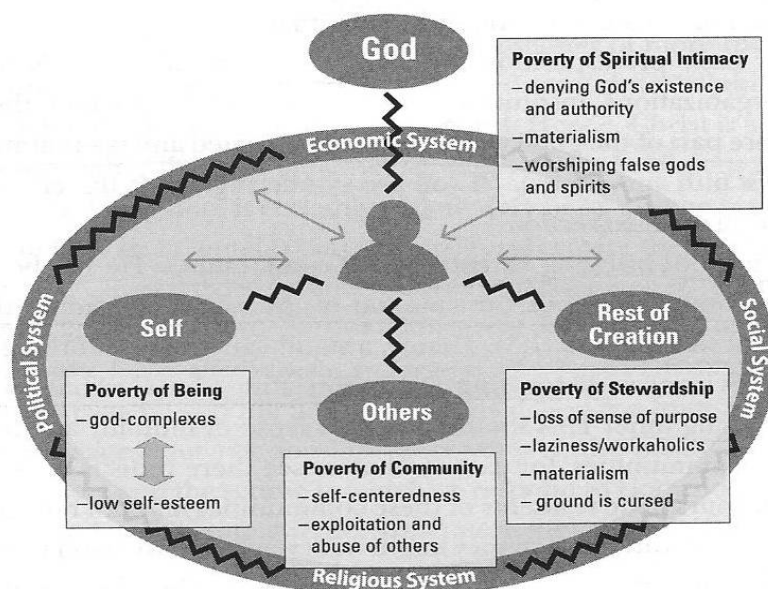 God
Poverty of Spiritual Intimacy
–denying God's existence
and authority
–materialism
–worshiping false gods
and spirits
Economic System
Political System
Social System
Religious System
Self
Rest of
Creation
Others
Poverty of Being
–god-complexes
–low self-esteem
Poverty of Community
–self-centeredness
–exploitation and
abuse of others
Poverty of Stewardship
–loss of sense of purpose
–laziness/workaholics
–materialism
– ground is cursed